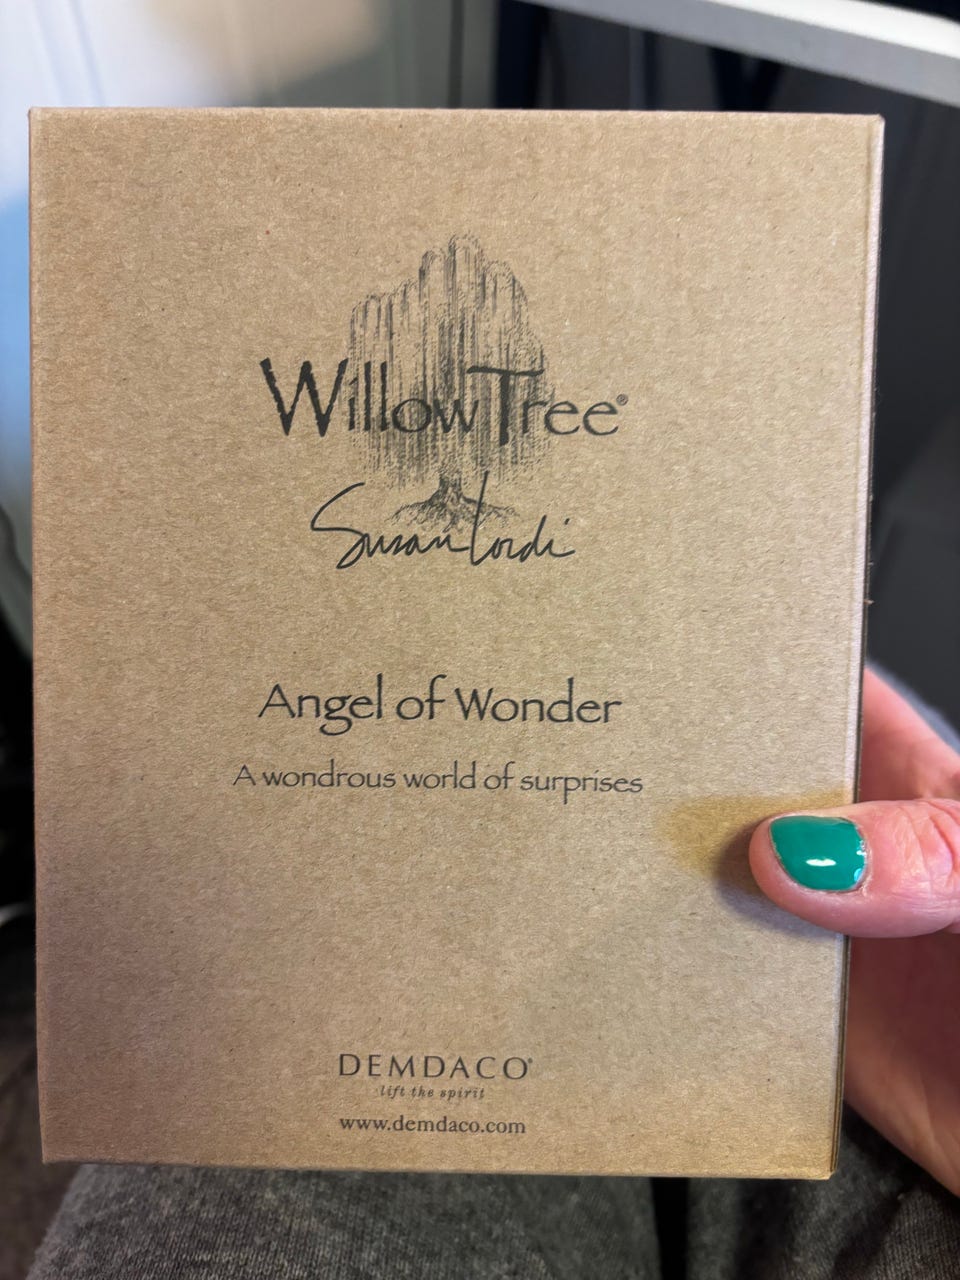 Willow Tree®
Susan Lordi
Angel of Wonder
A wondrous world of surprises
DEMDACO®
lift the spirit
www.demdaco.com